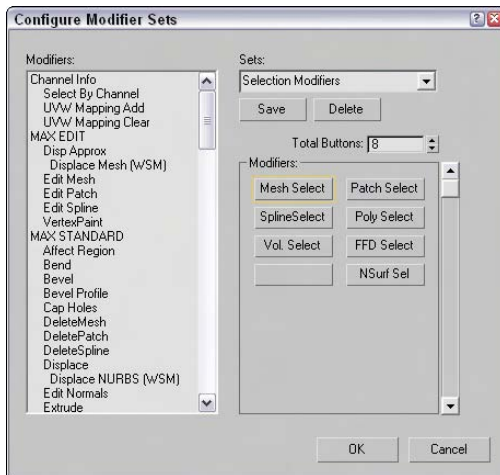 Configure Modifier Sets
Modifiers:
Channel Info
Select By Channel
UVW Mapping Add
UVW Mapping Clear
MAX EDIT
Disp Approx
Displace Mesh (WSM)
Edit Mesh
Edit Patch
Edit Spline
VertexPaint
MAX STANDARD
Affect Region
Bend
Bevel
Bevel Profile
Cap Holes
DeleteMesh
DeletePatch
DeleteSpline
Displace
Displace NURBS (WSM)
Edit Normals
Extrude
Sets:
Selection Modifiers
Save Delete
Total Buttons: 8
Modifiers:
Mesh Select Patch Select
SplineSelect Poly Select
Vol. Select FFD Select
NSurf Sel
OK Cancel